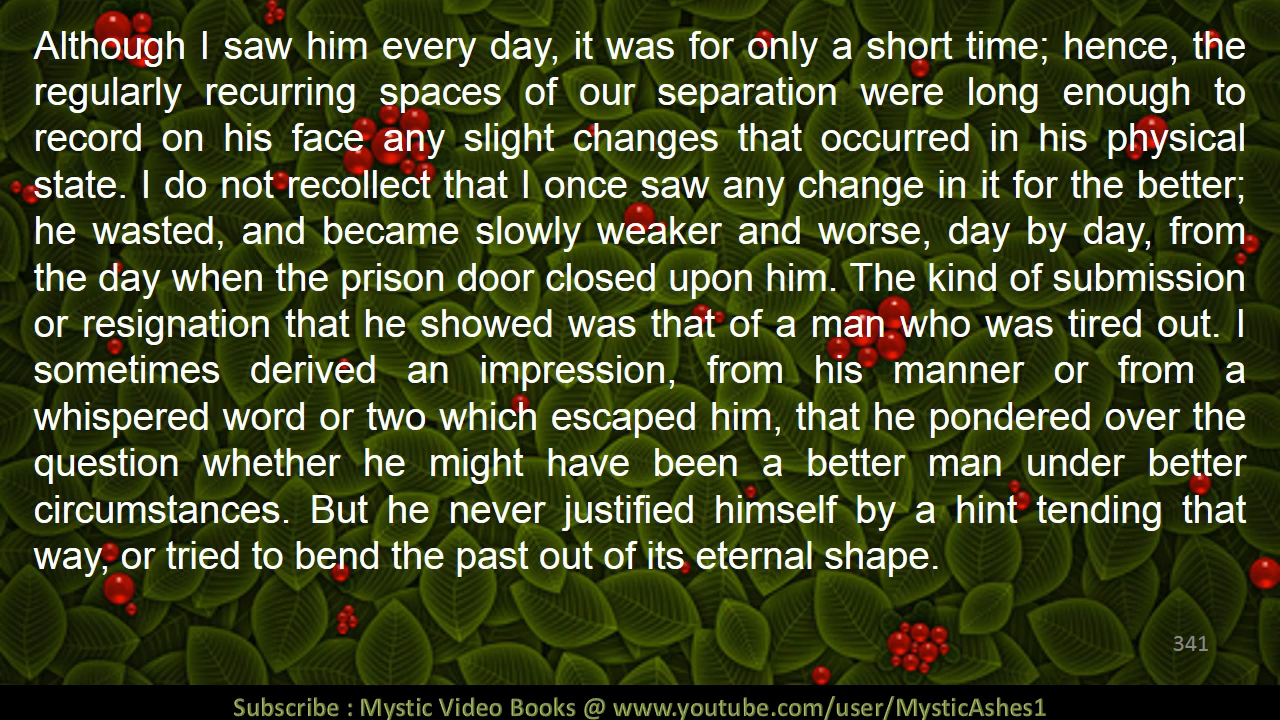 Although I saw him every day, it was for only a short time; hence, the
regularly recurring spaces of our separation were long enough to
record on his face any slight changes that occurred in his physical
state. I do not recollect that I once saw any change in it for the better;
he wasted, and became slowly weaker and worse, day by day, from
the day when the prison door closed upon him. The kind of submission
or resignation that he showed was that of a man who was tired out. I
sometimes derived an impression, from his manner or from a
whispered word or two which escaped him, that he pondered over the
question whether he might have been a better man under better
circumstances. But he never justified himself by a hint tending that
way, or tried to bend the past out of its eternal shape.
341
Subscribe : Mystic Video Books @ www.youtube.com/user/MysticAshes1